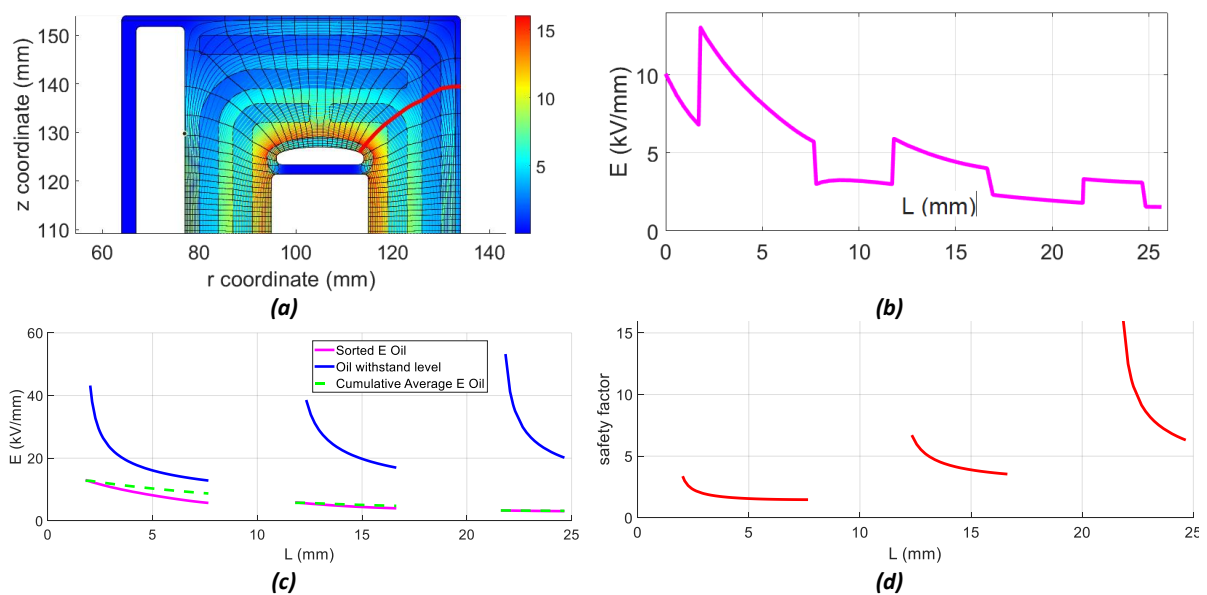 z coordinate (mm)
150
140
130
120
110
60
80
100
120
140
r coordinate (mm)
15
10
5
(a)
E (kV/mm)
10
5
0
0
5
10
15
20
25
L (mm)
(b)
E (kV/mm)
60
40
20
0
0
5
10
15
20
25
L (mm)
Sorted E Oil
Oil withstand level
Cumulative Average E Oil
(c)
safety factor
15
10
5
0
0
5
10
15
20
25
L (mm)
(d)